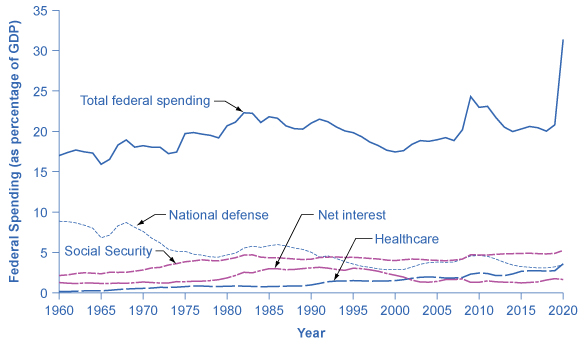 Federal Spending (as percentage of GDP)
35
30
25
20
15
10
5
0
Total federal spending
National defense
Net interest
Social Security
Healthcare
1960 1965 1970 1975 1980 1985 1990 1995 2000 2005 2010 2015 2020
Year